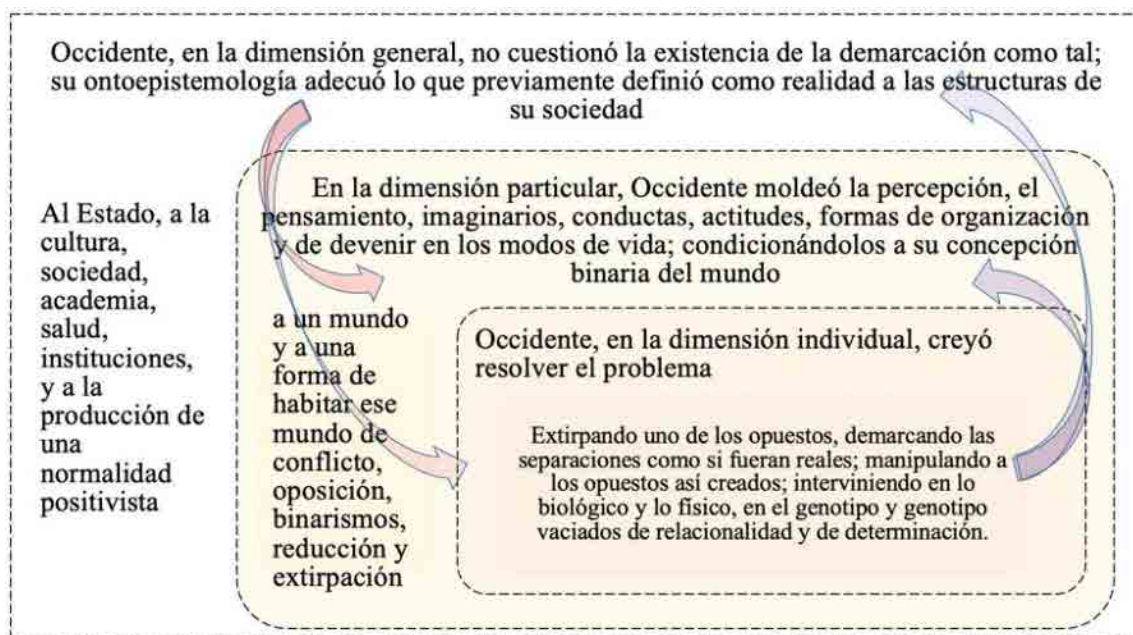 Occidente, en la dimensión general, no cuestionó la existencia de la demarcación como tal;
su ontoepistemología adecuó lo que previamente definió como realidad a las estructuras de
su sociedad
Al Estado, a la
cultura,
sociedad,
academia,
salud,
instituciones,
y a la
producción de
una
normalidad
positivista
En la dimensión particular, Occidente moldeó la percepción, el
pensamiento, imaginarios, conductas, actitudes, formas de organización
y de devenir en los modos de vida; condicionándolos a su concepción
binaria del mundo
a un mundo
y a una
forma de
habitar ese
mundo de
conflicto,
oposición,
binarismos,
reducción y
extirpación
Occidente, en la dimensión individual, creyó
resolver el problema
Extirpando uno de los opuestos, demarcando las
separaciones como si fueran reales; manipulando a
los opuestos así creados; interviniendo en lo
biológico y lo físico, en el genotipo y genotipo
vaciados de relacionalidad y de determinación.